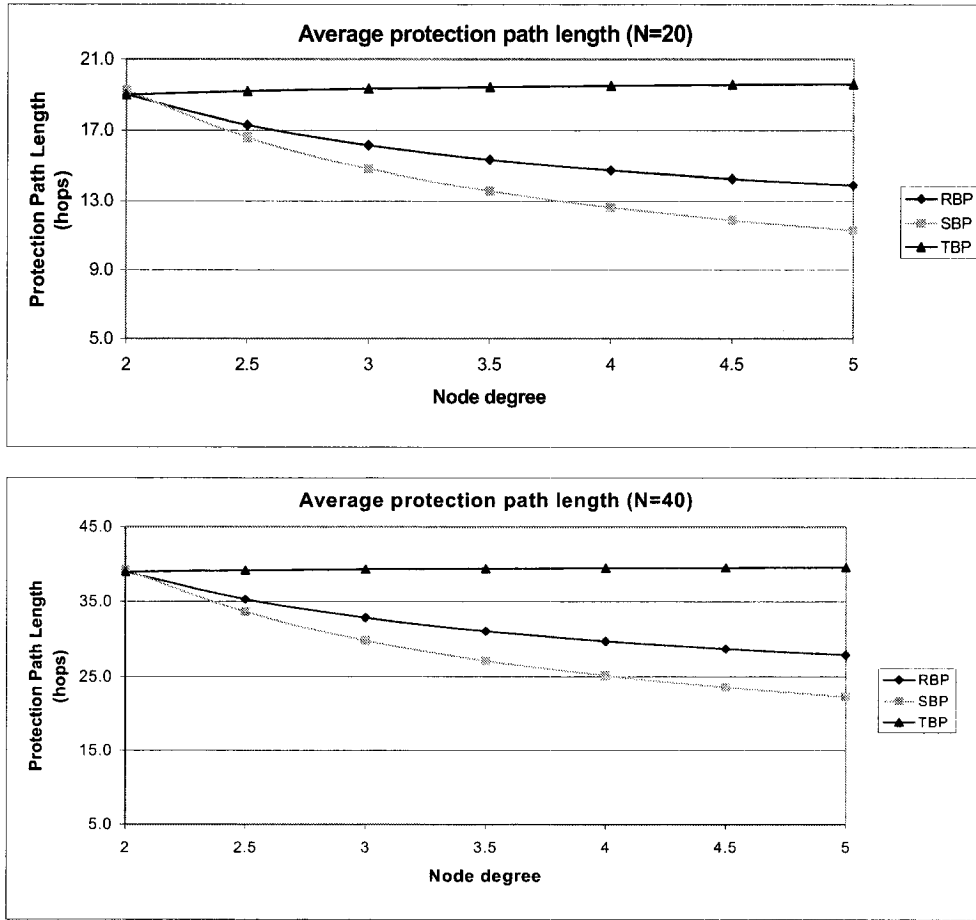 Average protection path length (N=20)
Protection Path Length
(hops)
21.0
17.0
13.0
9.0
5.0
2 2.5 3 3.5 4 4.5 5
Node degree
RBP
SBP
TBP
Average protection path length (N=40)
Protection Path Length
(hops)
45.0
35.0
25.0
15.0
5.0
2 2.5 3 3.5 4 4.5 5
Node degree
RBP
SBP
TBP